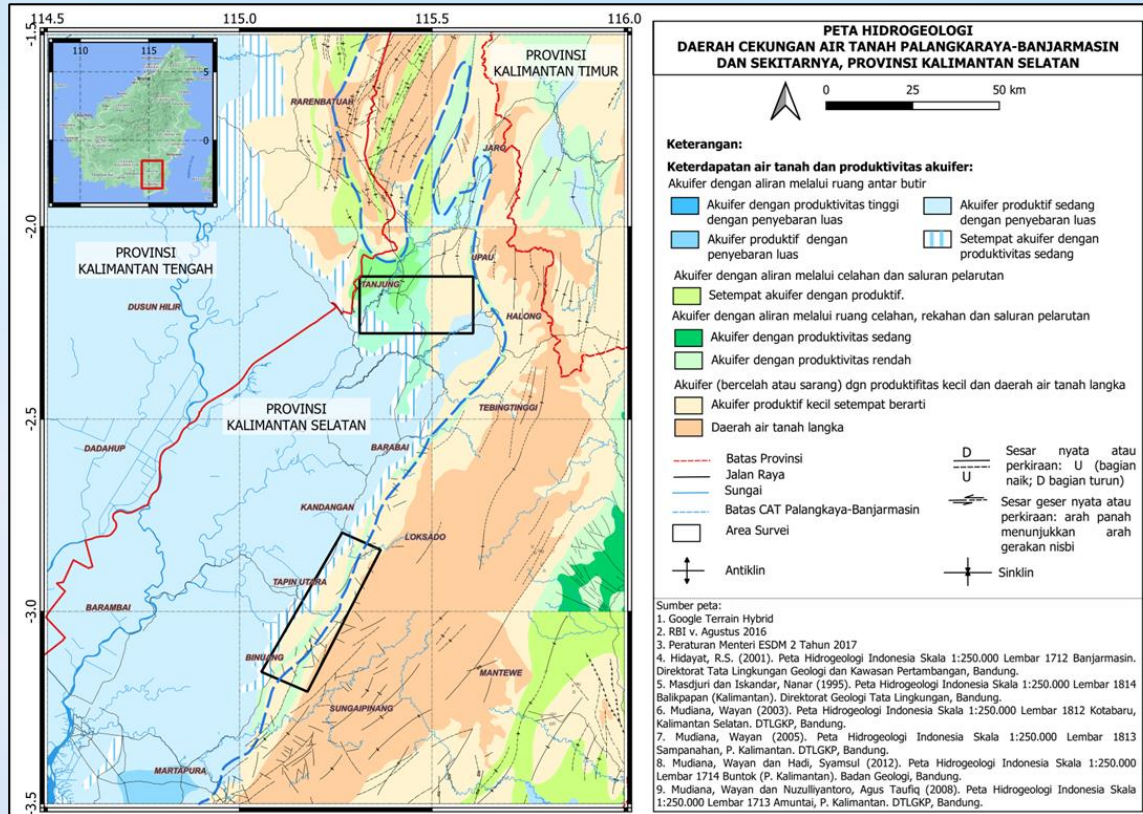 114.5 115.0 115.5 116.0
-1.5
-2.0
-2.5
-3.0
-3.5
110 115
5
0
PROVINSI
KALIMANTAN TIMUR
RARENBATUAH
JARO
PROVINSI
KALIMANTAN TENGAH
UPAU
TANJUNG
DUSUN HILIR
HALONG
PROVINSI
KALIMANTAN SELATAN
TEBINGTINGGI
DADAHUP
BARABAI
KANDANGAN
LOKSADO
TAPIN UTARA
BARAMBAI
BINUANG
MANTEWE
SUNGAIPINANG
MARTAPURA
PETA HIDROGEOLOGI
DAERAH CEKUNGAN AIR TANAH PALANGKARAYA-BANJARMASIN
DAN SEKITARNYA, PROVINSI KALIMANTAN SELATAN
0 25 50 km
Keterangan:
Keterdapatan air tanah dan produktivitas akuifer:
Akuifer dengan aliran melalui ruang antar butir
Akuifer dengan produktivitas tinggi
dengan penyebaran luas
Akuifer produktif sedang
dengan penyebaran luas
Akuifer produktif dengan
penyebaran luas
Setempat akuifer dengan
produktivitas sedang
Akuifer dengan aliran melalui celahan dan saluran pelarutan
Setempat akuifer dengan produktif.
Akuifer dengan aliran melalui ruang celahan, rekahan dan saluran pelarutan
Akuifer dengan produktivitas sedang
Akuifer dengan produktivitas rendah
Akuifer (bercelah atau sarang) dgn produktifitas kecil dan daerah air tanah langka
Akuifer produktif kecil setempat berarti
Daerah air tanah langka
Batas Provinsi
Jalan Raya
Sungai
Batas CAT Palangkaya-Banjarmasin
Area Survei
Antiklin
D
U
Sesar nyata atau
perkiraan: U (bagian
naik; D bagian turun)
Sesar geser nyata atau
perkiraan: arah panah
menunjukkan arah
gerakan nisbi
Sinklin
Sumber peta:
1. Google Terrain Hybrid
2. RBI v. Agustus 2016
3. Peraturan Menteri ESDM 2 Tahun 2017
4. Hidayat, R.S. (2001). Peta Hidrogeologi Indonesia Skala 1:250.000 Lembar 1712 Banjarmasin.
Direktorat Tata Lingkungan Geologi dan Kawasan Pertambangan, Bandung.
5. Masdjuri dan Iskandar, Nanar (1995). Peta Hidrogeologi Indonesia Skala 1:250.000 Lembar 1814
Balikpapan (Kalimantan). Direktorat Geologi Tata Lingkungan, Bandung.
6. Mudiana, Wayan (2003). Peta Hidrogeologi Indonesia Skala 1:250.000 Lembar 1812 Kotabaru,
Kalimantan Selatan. DTLGKP, Bandung.
7. Mudiana, Wayan (2005). Peta Hidrogeologi Indonesia Skala 1:250.000 Lembar 1813
Sampanahan, P. Kalimantan. DTLGKP, Bandung.
8. Mudiana, Wayan dan Hadi, Syamsul (2012). Peta Hidrogeologi Indonesia Skala 1:250.000
Lembar 1714 Buntok (P. Kalimantan). Badan Geologi, Bandung.
9. Mudiana, Wayan dan Nuzulliyantoro, Agus Taufiq (2008). Peta Hidrogeologi Indonesia Skala
1:250.000 Lembar 1713 Amuntai, P. Kalimantan. DTLGKP, Bandung.